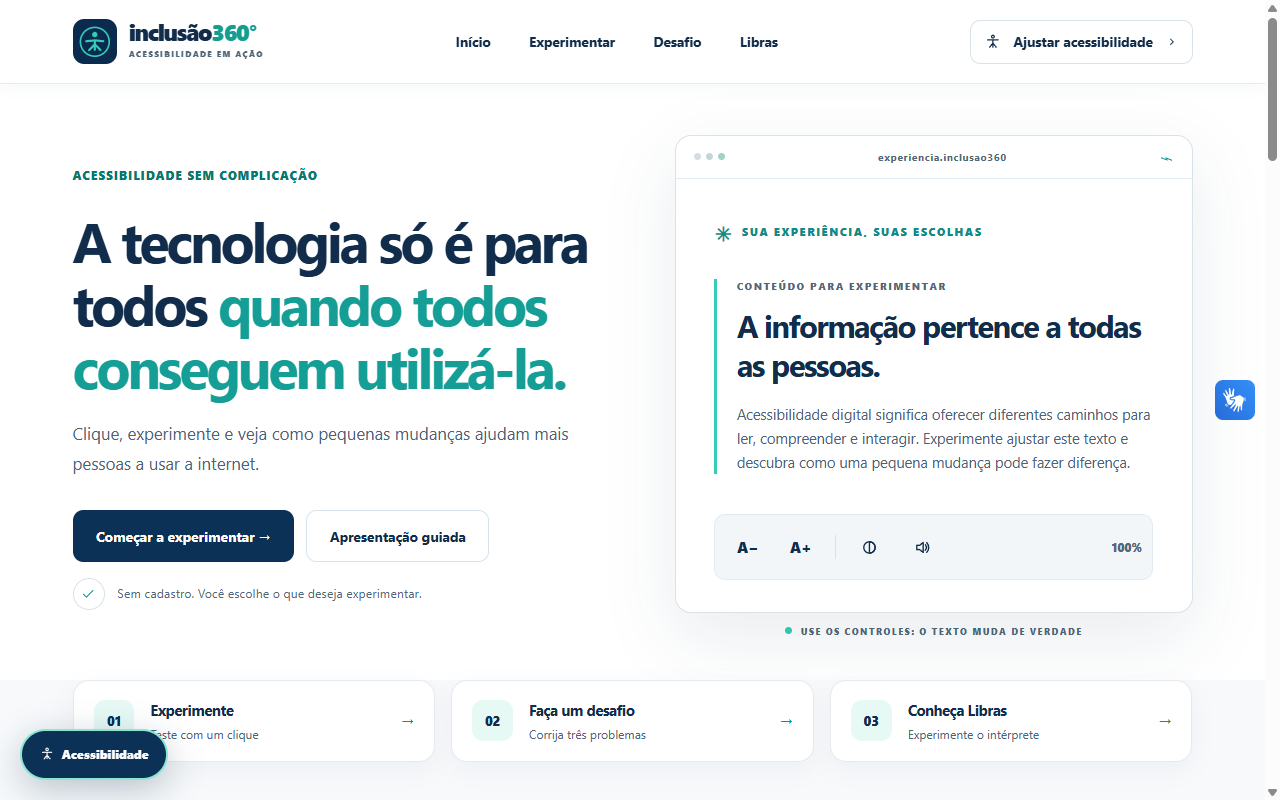 inclusão360°
ACESSIBILIDADE EM AÇÃO
Início
Experimentar
Desafio
Libras
Ajustar acessibilidade
ACESSIBILIDADE SEM COMPLICAÇÃO
A tecnologia só é para
todos quando todos
conseguem utilizá-la.
Clique, experimente e veja como pequenas mudanças ajudam mais
pessoas a usar a internet.
Começar a experimentar →
Apresentação guiada
Sem cadastro. Você escolhe o que deseja experimentar.
experiencia.inclusao360
SUA EXPERIÊNCIA, SUAS ESCOLHAS
CONTEÚDO PARA EXPERIMENTAR
A informação pertence a todas
as pessoas.
Acessibilidade digital significa oferecer diferentes caminhos para
ler, compreender e interagir. Experimente ajustar este texto e
descubra como uma pequena mudança pode fazer diferença.
A−
A+
100%
USE OS CONTROLES: O TEXTO MUDA DE VERDADE
01
Experimente
Teste com um clique
→
02
Faça um desafio
Corrija três problemas
→
03
Conheça Libras
Experimente o intérprete
→
Acessibilidade